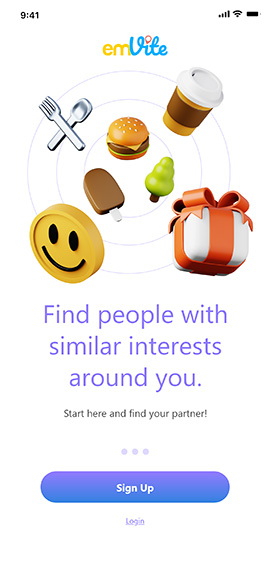 9:41
emVite
Find people with
similar interests
around you.
Start here and find your partner!
Sign Up
Login